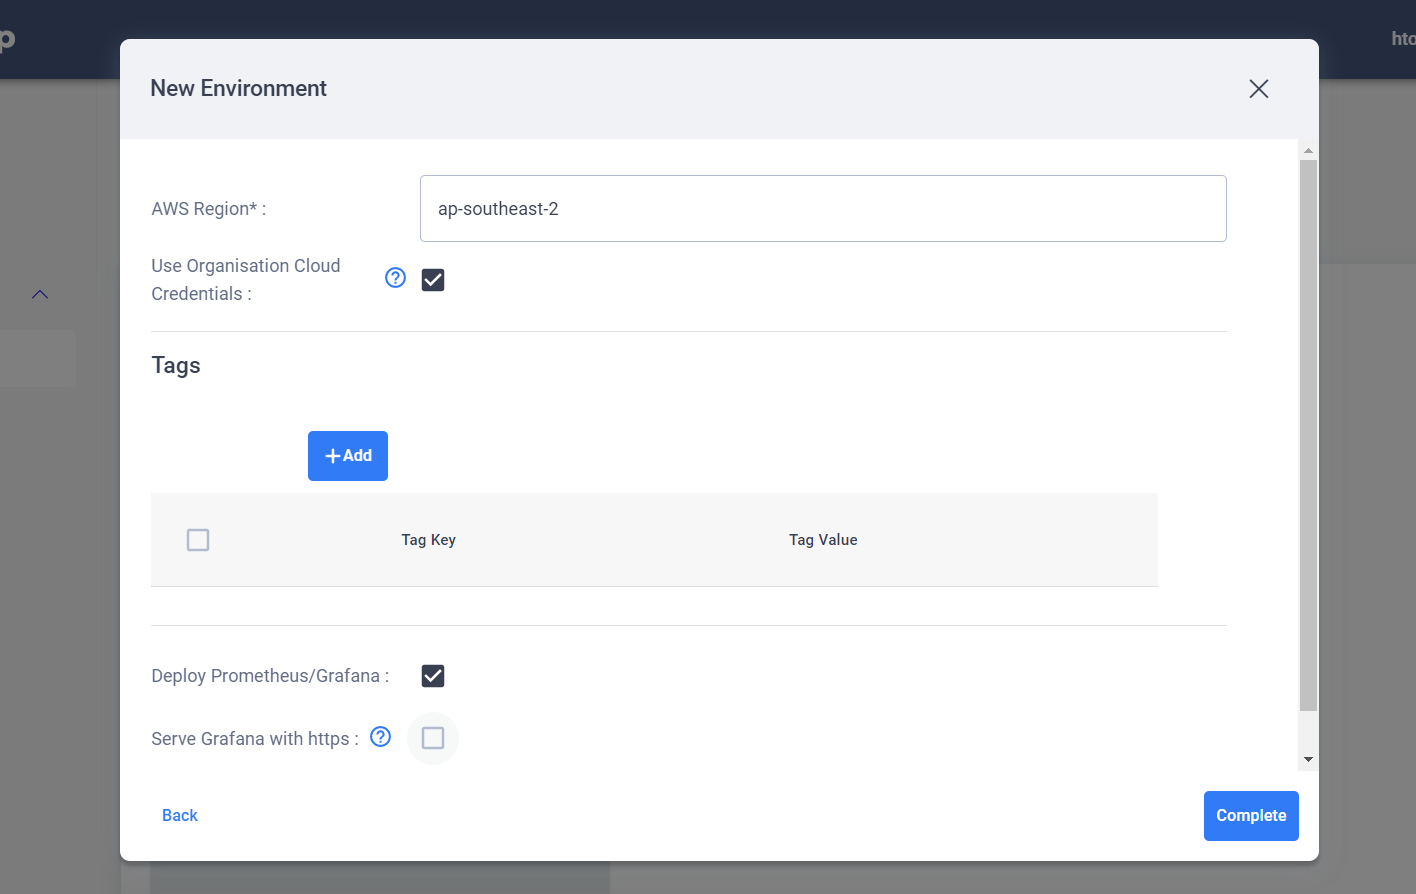 p
hto
New Environment
AWS Region* :
ap-southeast-2
Use Organisation Cloud
Credentials :
Tags
+Add
Tag Key
Tag Value
Deploy Prometheus/Grafana :
Serve Grafana with https :
Back
Complete